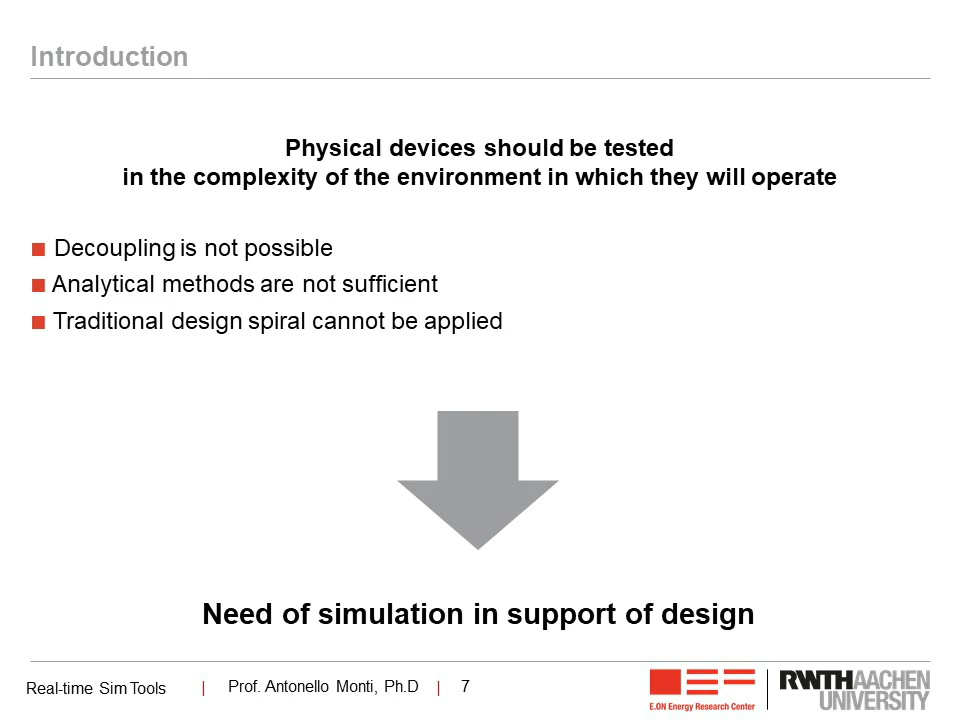 Introduction
Physical devices should be tested
in the complexity of the environment in which they will operate
Decoupling is not possible
Analytical methods are not sufficient
Traditional design spiral cannot be applied
Need of simulation in support of design
Real-time Sim Tools | Prof. Antonello Monti, Ph.D | 7
E.ON Energy Research Center
RWTH AACHEN
UNIVERSITY